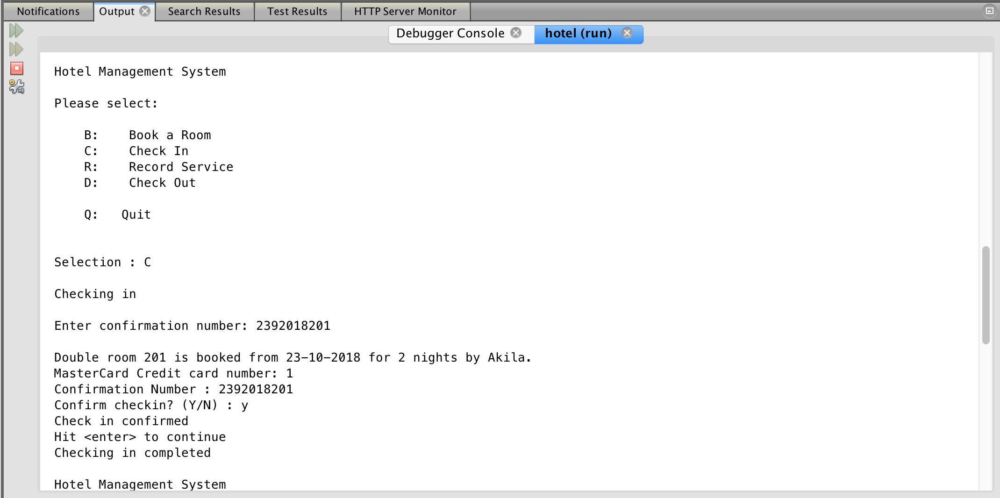 Notifications Output Search Results Test Results HTTP Server Monitor
Debugger Console hotel (run)
Hotel Management System
Please select:
B: Book a Room
C: Check In
R: Record Service
D: Check Out
Q: Quit
Selection : C
Checking in
Enter confirmation number: 2392018201
Double room 201 is booked from 23-10-2018 for 2 nights by Akila.
MasterCard Credit card number: 1
Confirmation Number : 2392018201
Confirm checkin? (Y/N) : y
Check in confirmed
Hit <enter> to continue
Checking in completed
Hotel Management System